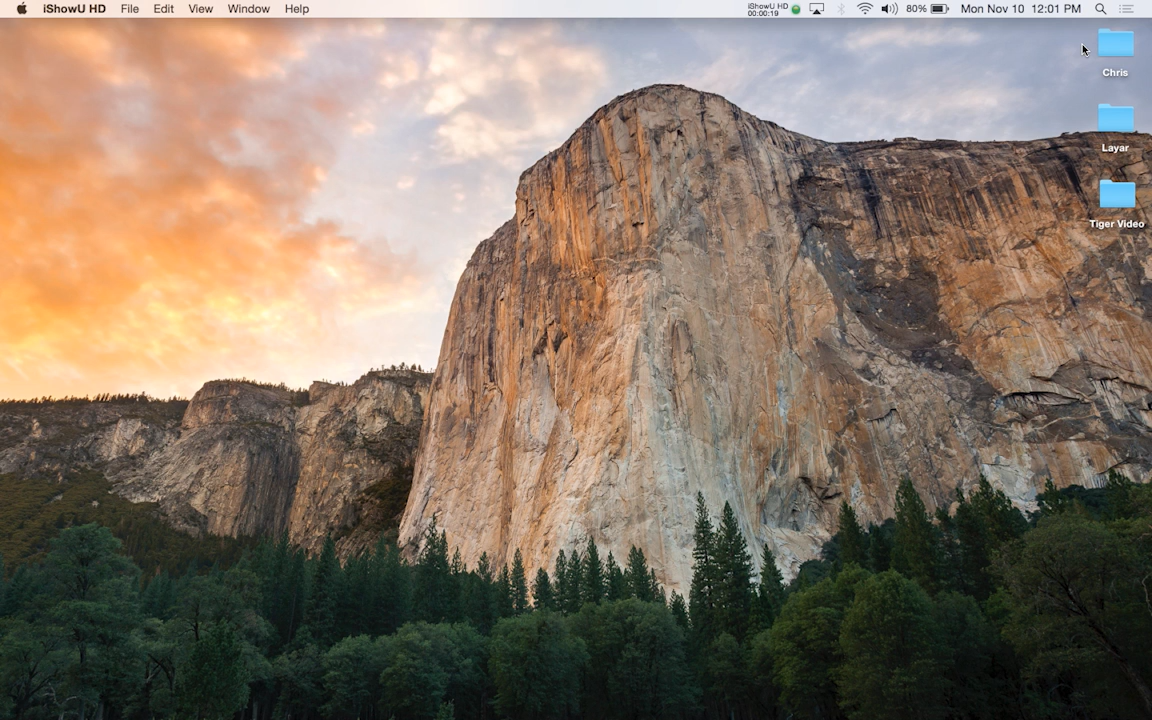 iShowU HD File Edit View Window Help iShowU HD 80% Mon Nov 10 12:01 PM
00:00:19
Chris
Layar
Tiger Video